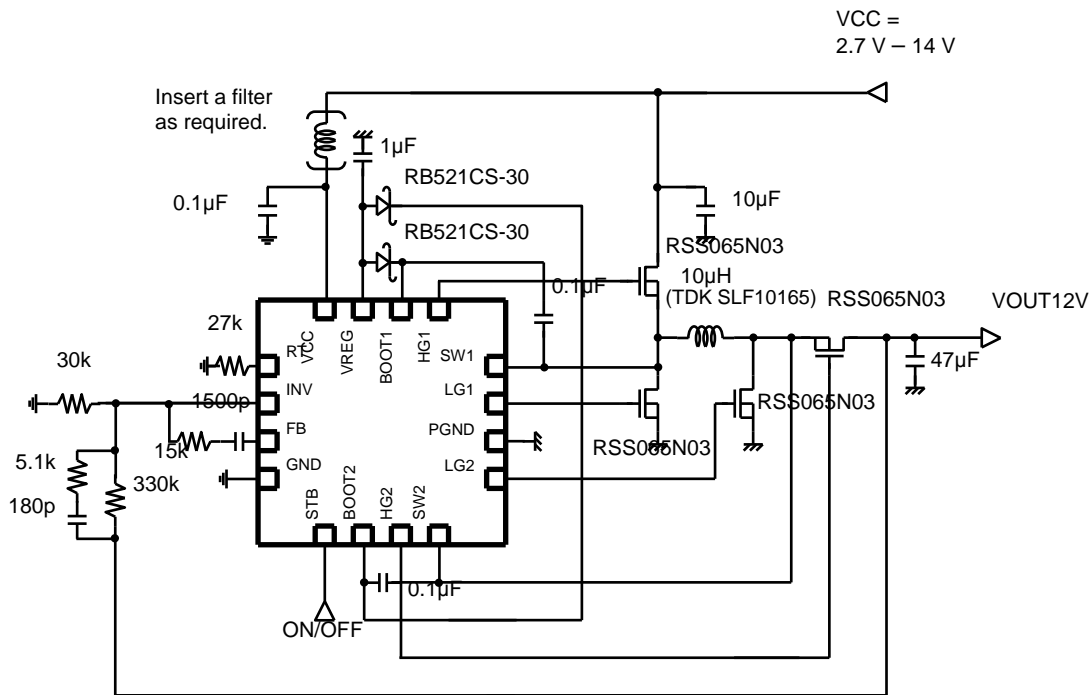 VCC =
2.7 V – 14 V
Insert a filter
as required.
1µF
RB521CS-30
0.1µF
10µF
RB521CS-30
RSS065N03
10µH
0.1µF
(TDK SLF10165)
RSS065N03
VOUT12V
27k
VCC
VREG
BOOT1
HG1
30k
RT
SW1
47µF
INV
1500p
LG1
RSS065N03
FB
15k
PGND
RSS065N03
5.1k
GND
LG2
330k
180p
STB
BOOT2
HG2
SW2
0.1µF
ON/OFF